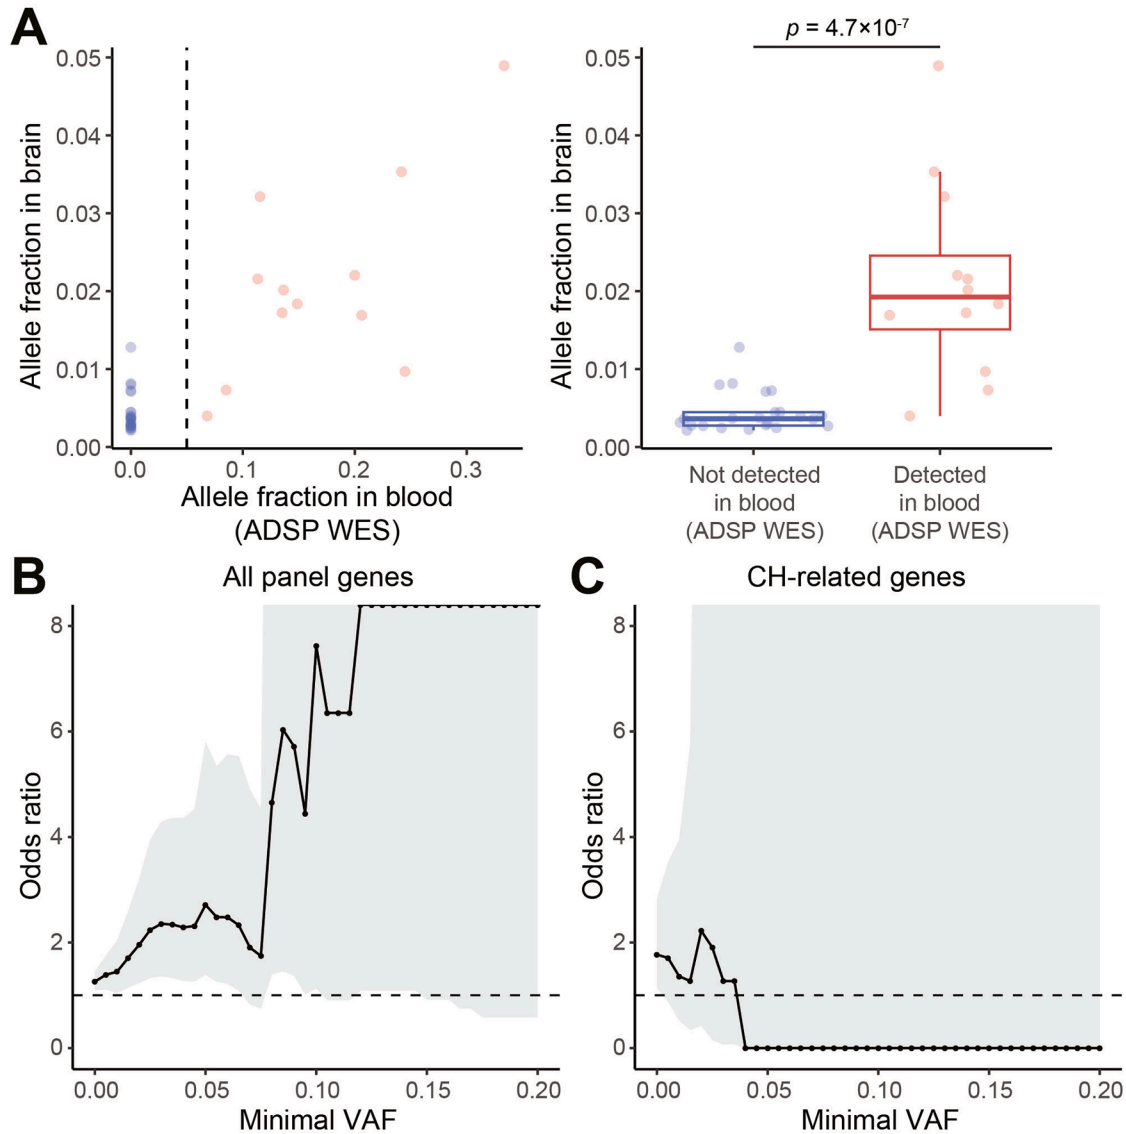 A
p = 4.7×10-7
0.05
0.04
0.03
0.02
0.01
0.00
Allele fraction in brain
0.0
0.1
0.2
0.3
Allele fraction in blood
(ADSP WES)
0.05
0.04
0.03
0.02
0.01
0.00
Allele fraction in brain
Not detected
in blood
(ADSP WES)
Detected
in blood
(ADSP WES)
B
All panel genes
8
6
4
2
0
Odds ratio
0.00
0.05
0.10
0.15
0.20
Minimal VAF
C
CH-related genes
8
6
4
2
0
Odds ratio
0.00
0.05
0.10
0.15
0.20
Minimal VAF